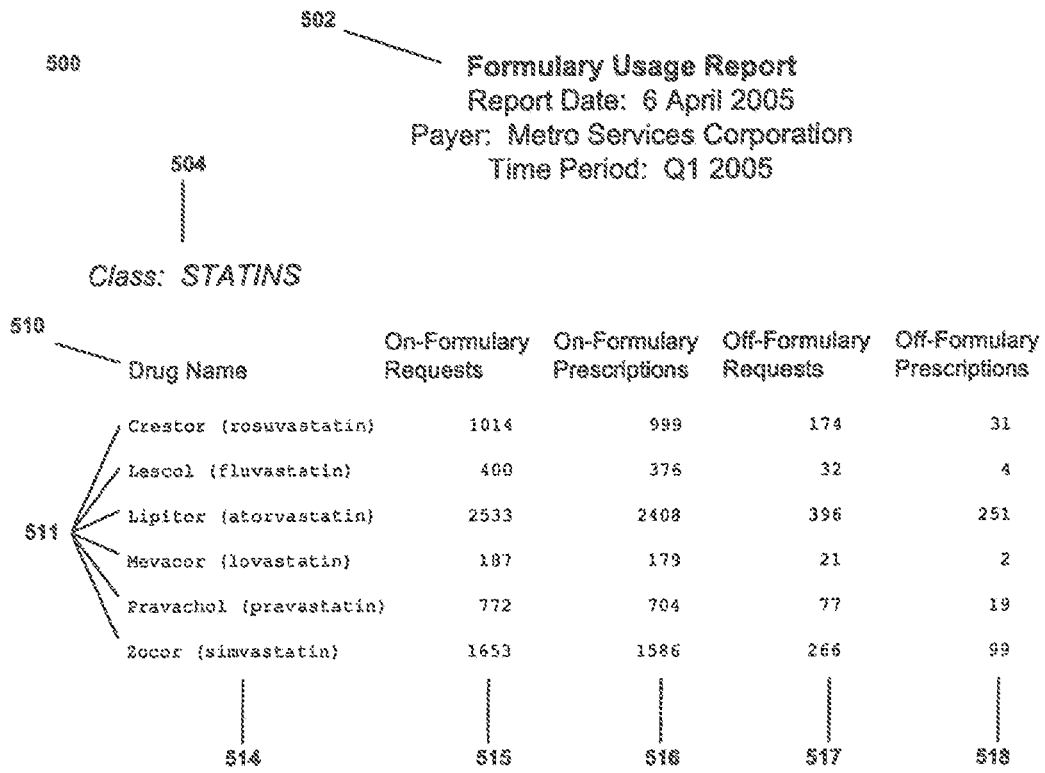 502
500
Formulary Usage Report
Report Date: 6 April 2005
Payer: Metro Services Corporation
Time Period: Q1 2005
504
Class: STATINS
510
Drug Name On-Formulary Requests On-Formulary Prescriptions Off-Formulary Requests Off-Formulary Prescriptions
Crestor (rosuvastatin) 1014 999 174 31
Lescol (fluvastatin) 400 376 32 4
511 Lipitor (atorvastatin) 2533 2408 396 251
Mevacor (lovastatin) 187 179 21 2
Pravachol (pravastatin) 772 704 77 19
Zocor (simvastatin) 1653 1586 266 99
514 515 516 517 518